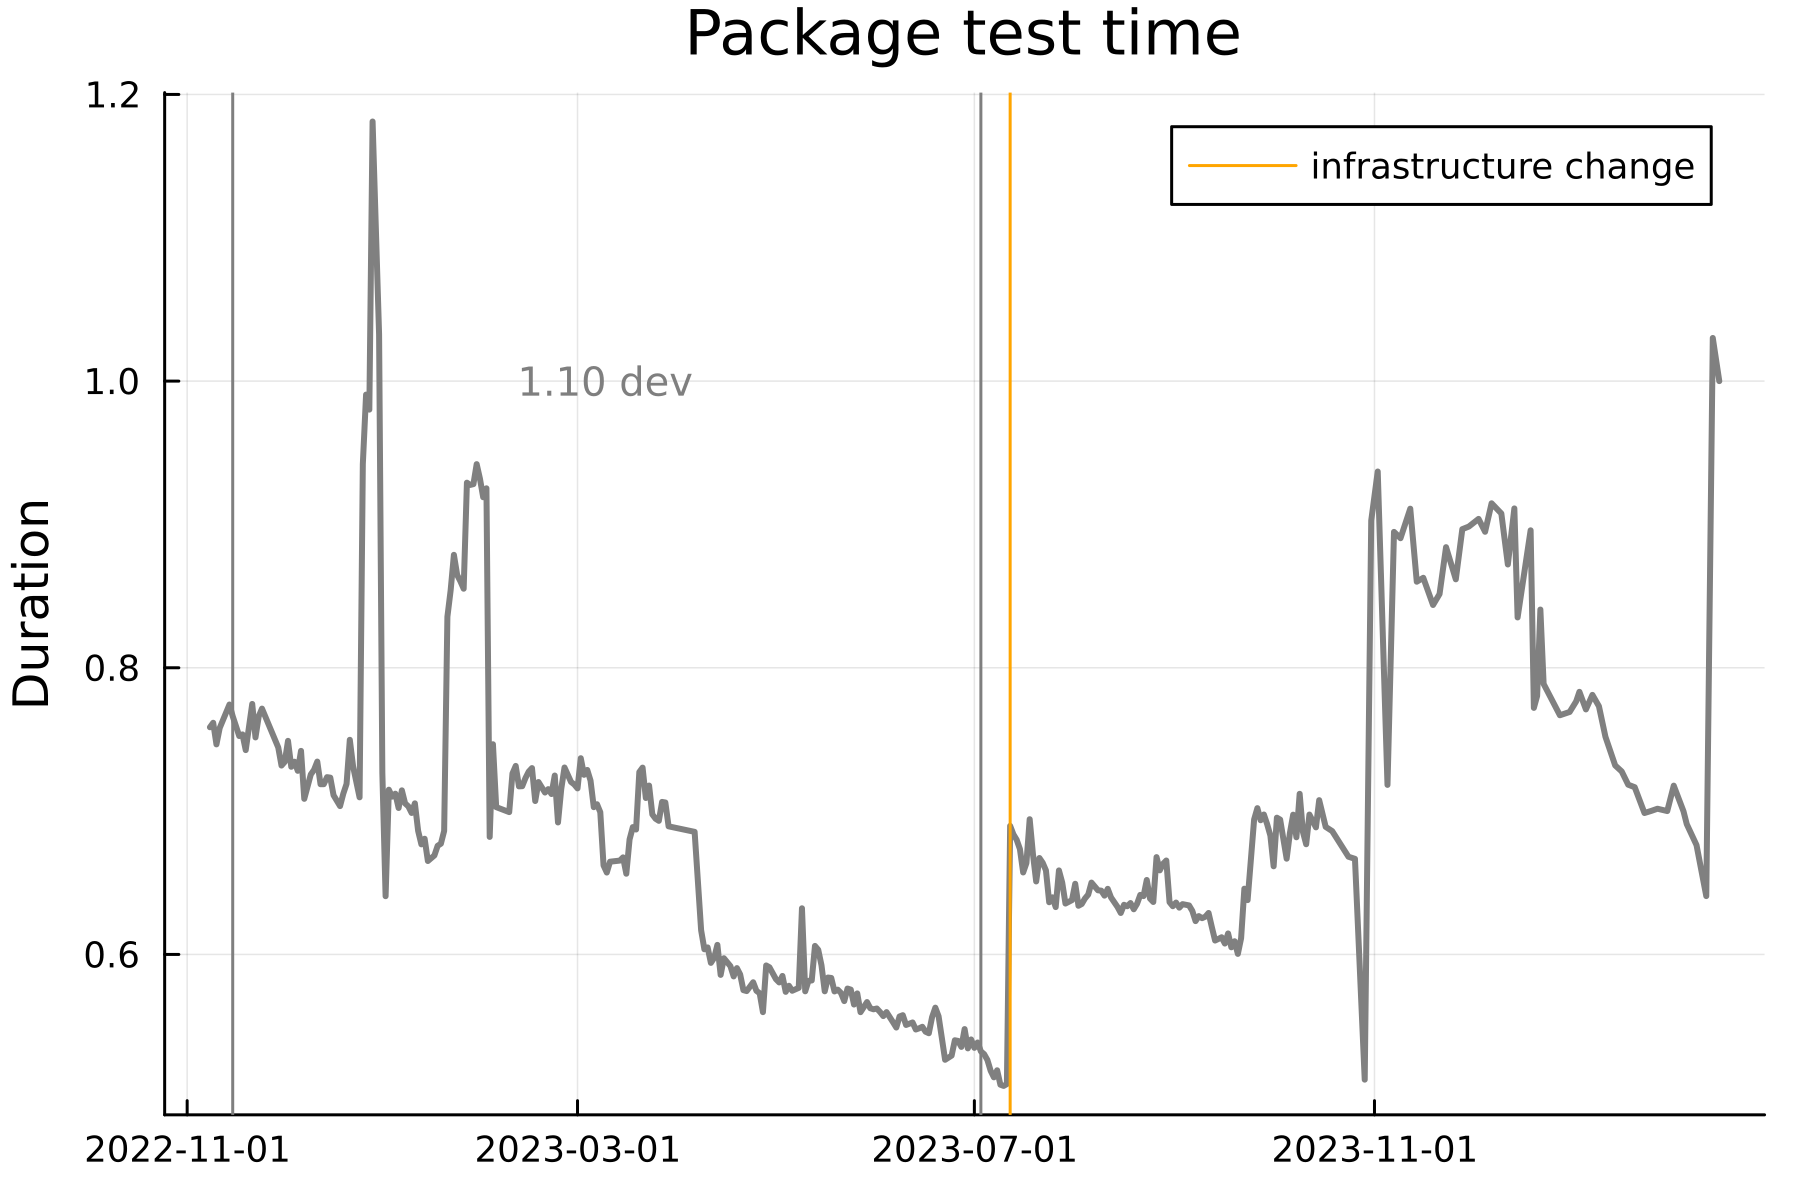 Package test time
1.2
infrastructure change
1.0
1.10 dev
Duration
0.8
0.6
2022-11-01
2023-03-01
2023-07-01
2023-11-01